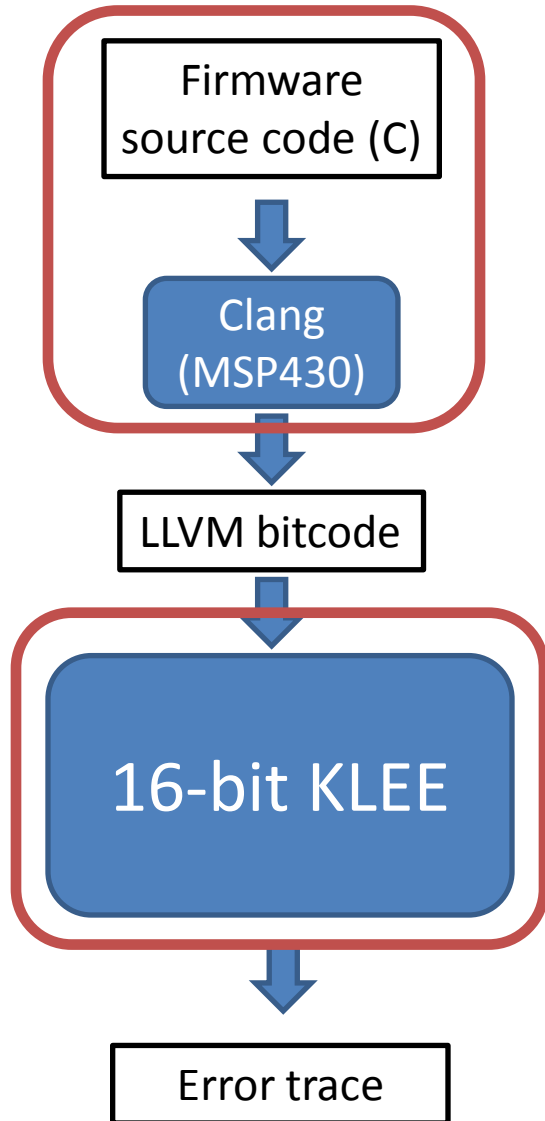 Firmware
source code (C)
Clang
(MSP430)
LLVM bitcode
16-bit KLEE
Error trace